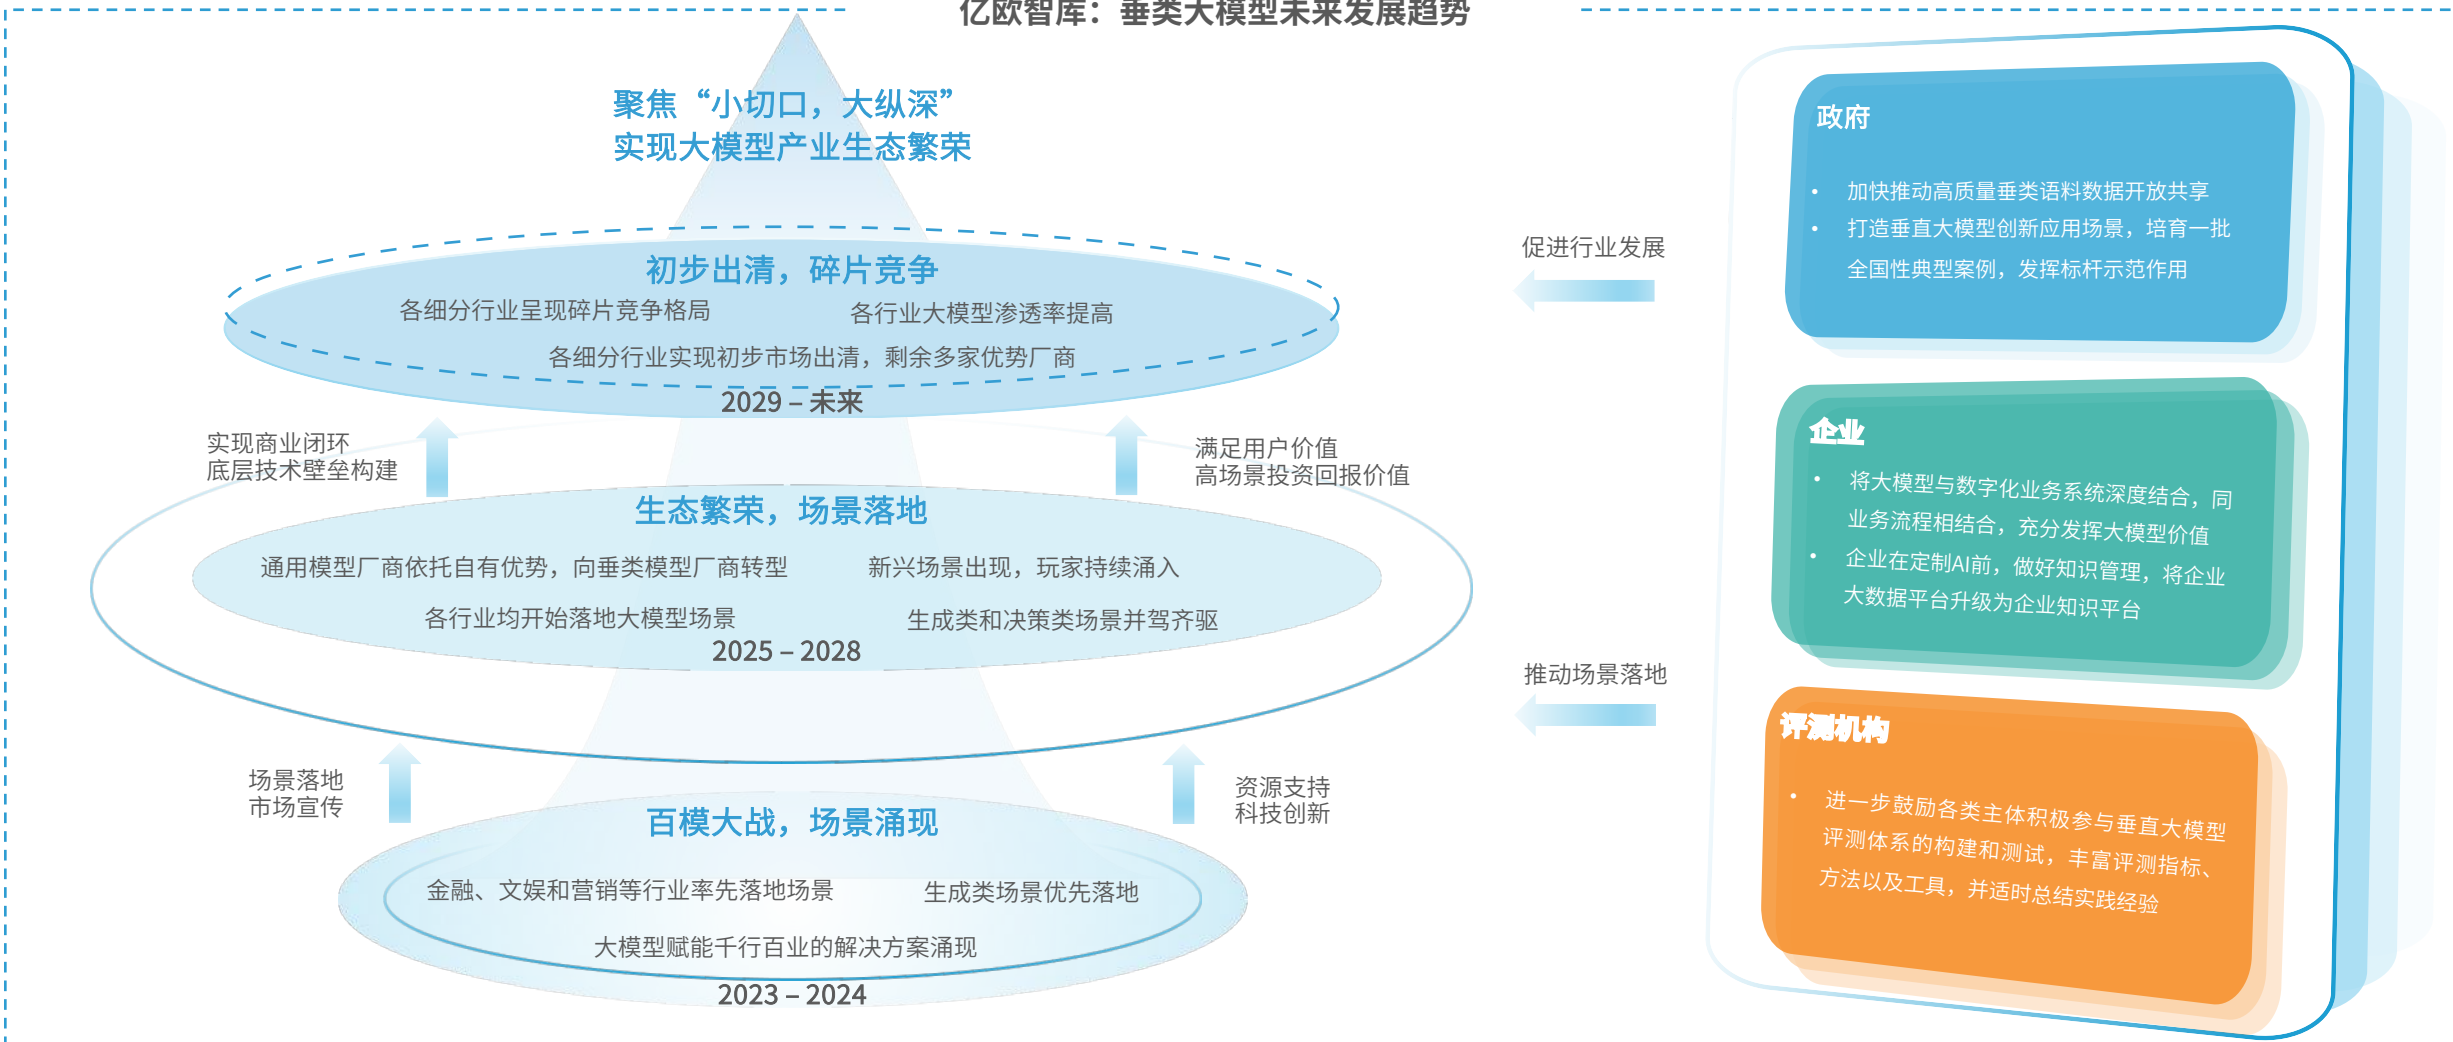 亿欧智库：垂类大模型未来发展趋势
聚焦“小切口，大纵深”
实现大模型产业生态繁荣
初步出清，碎片竞争
各细分行业呈现碎片竞争格局
各行业大模型渗透率提高
各细分行业实现初步市场出清，剩余多家优势厂商
2029 – 未来
实现商业闭环
底层技术壁垒构建
满足用户价值
高场景投资回报价值
生态繁荣，场景落地
通用模型厂商依托自有优势，向垂类模型厂商转型
新兴场景出现，玩家持续涌入
各行业均开始落地大模型场景
生成类和决策类场景并驾齐驱
2025 – 2028
场景落地
市场宣传
资源支持
科技创新
百模大战，场景涌现
金融、文娱和营销等行业率先落地场景
生成类场景优先落地
大模型赋能千行百业的解决方案涌现
2023 – 2024
促进行业发展
推动场景落地
政府
• 加快推动高质量垂类语料数据开放共享
• 打造垂直大模型创新应用场景，培育一批
全国性典型案例，发挥标杆示范作用
企业
• 将大模型与数字化业务系统深度结合，同
业务流程相结合，充分发挥大模型价值
• 企业在定制AI前，做好知识管理，将企业
大数据平台升级为企业知识平台
评测机构
• 进一步鼓励各类主体积极参与垂直大模型
评测体系的构建和测试，丰富评测指标、
方法以及工具，并适时总结实践经验